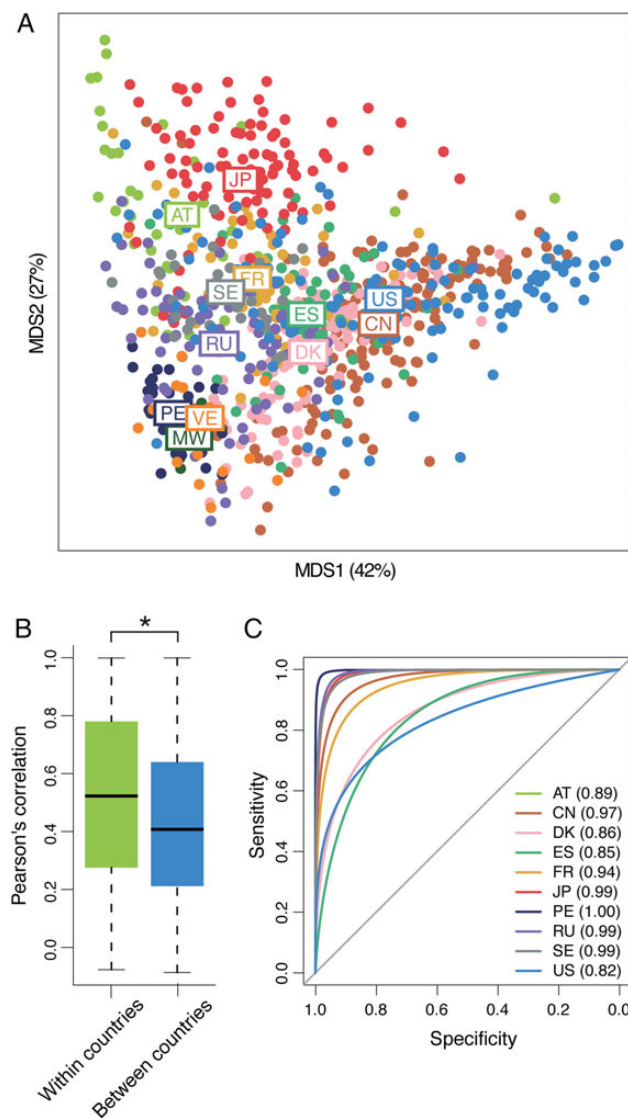 A
MDS2 (27%)
JP
AT
FR
SE
ES
US
CN
RU
DK
PE
VE
MW
MDS1 (42%)
B
*
Pearson's correlation
1.0
0.8
0.6
0.4
0.2
0.0
Within countries
Between countries
C
Sensitivity
1.0
0.8
0.6
0.4
0.2
0.0
AT (0.89)
CN (0.97)
DK (0.86)
ES (0.85)
FR (0.94)
JP (0.99)
PE (1.00)
RU (0.99)
SE (0.99)
US (0.82)
1.0 0.8 0.6 0.4 0.2 0.0
Specificity